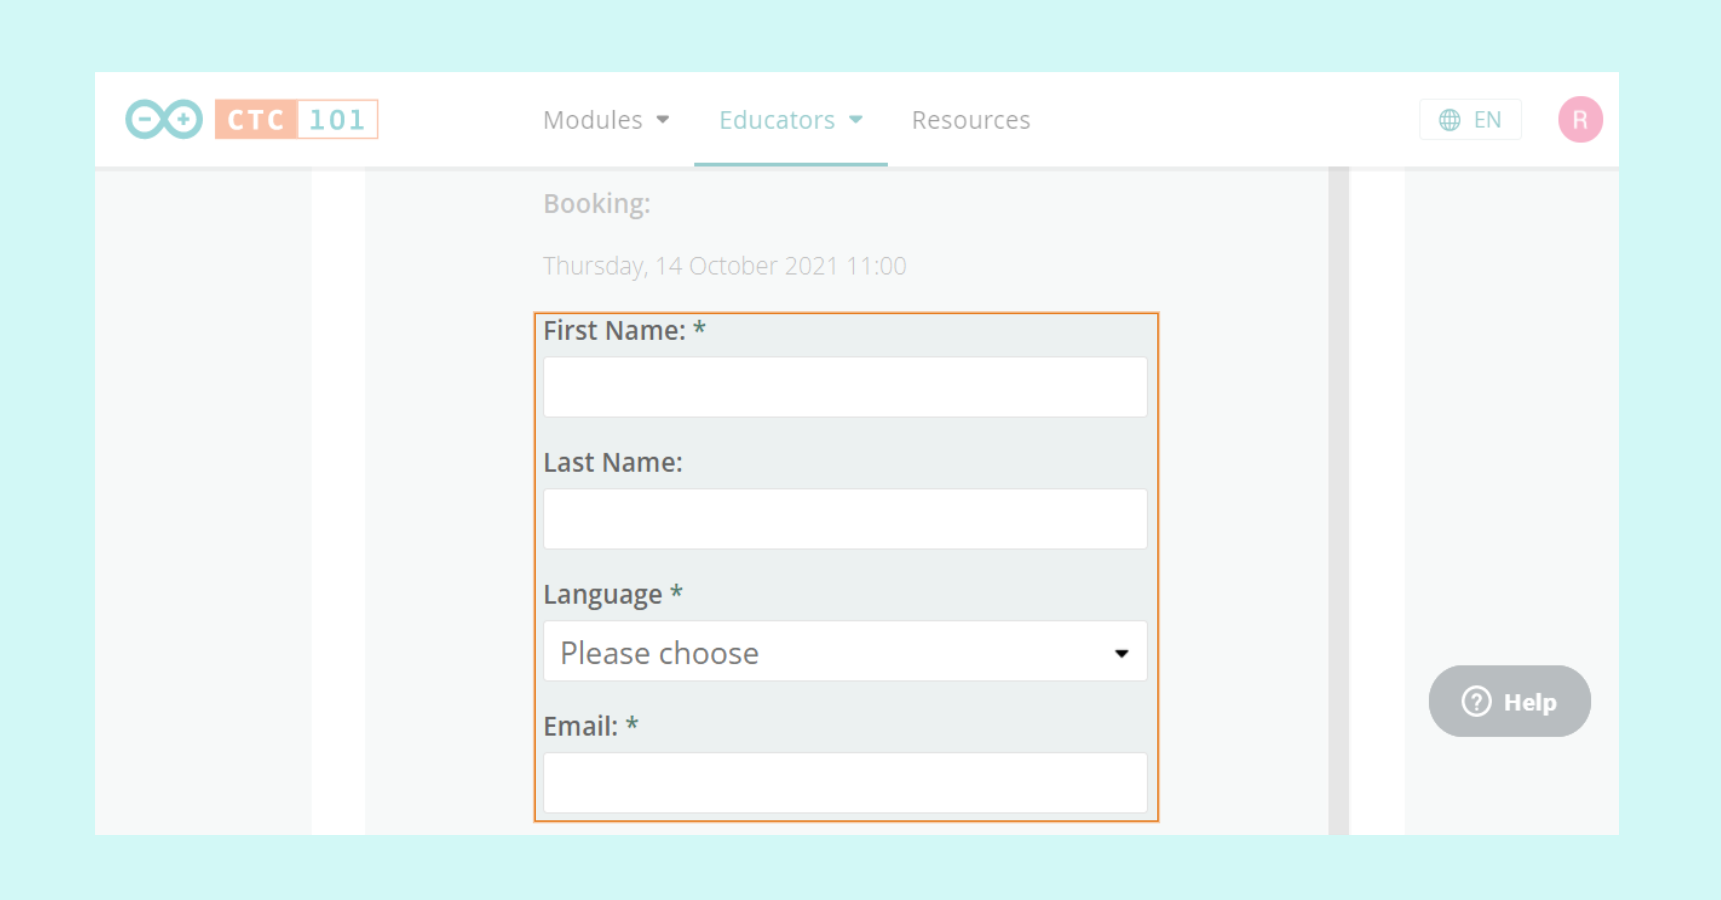 CTC 101 Modules Educators Resources EN R
Booking:
Thursday, 14 October 2021 11:00
First Name: *
Last Name:
Language *
Please choose
Email: *
? Help